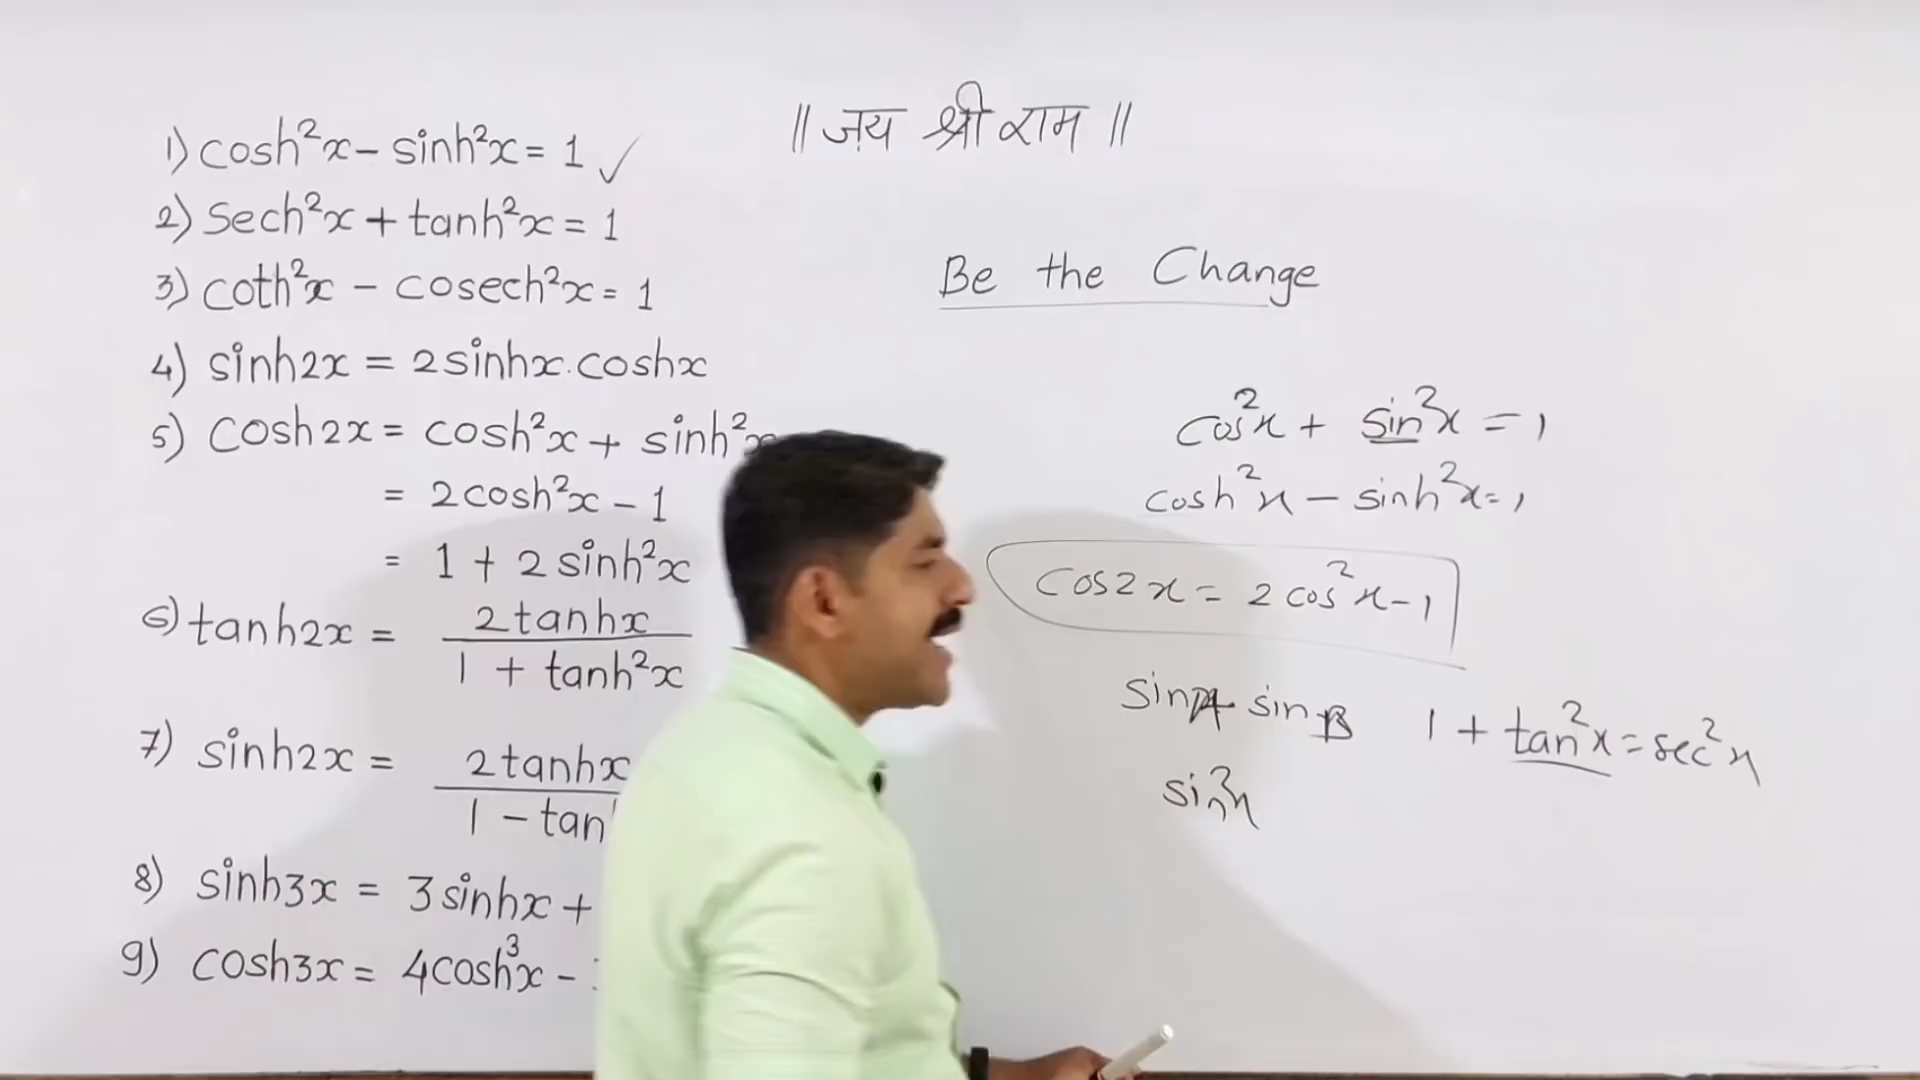 1) cosh²x - sinh²x = 1 ✓
2) Sech²x + tanh²x = 1
3) coth²x - cosech²x = 1
4) sinh2x = 2sinhx.coshx
5) cosh2x = cosh²x + sinh²x
= 2cosh²x - 1
= 1 + 2 sinh²x
6) tanh2x = 2tanhx / 1 + tanh²x
7) sinh2x = 2tanhx / 1 - tan
8) sinh3x = 3sinhx +
9) cosh3x = 4cosh³x -
|| जय श्री राम ||
Be the Change
cos²x + sin²x = 1
cosh²x - sinh²x = 1
cos2x = 2cos²x - 1
sinA sinB
1 + tan²x = sec²x
sin²x